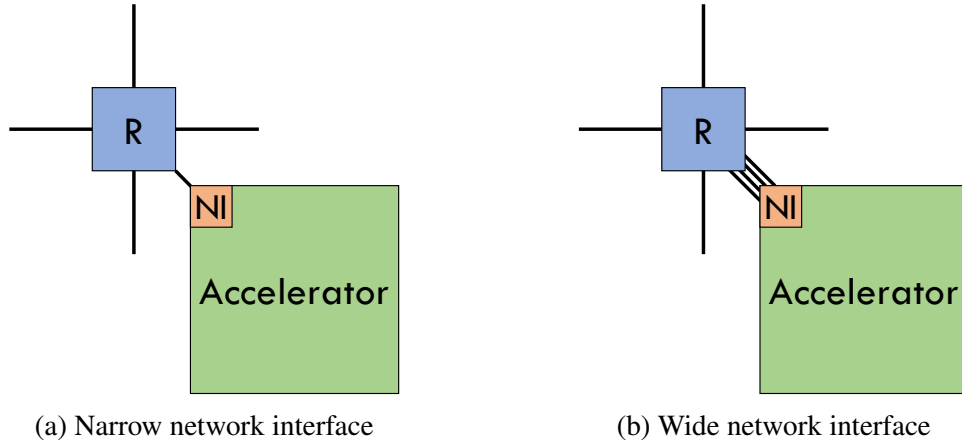 R
NI
Accelerator
(a) Narrow network interface
R
NI
Accelerator
(b) Wide network interface